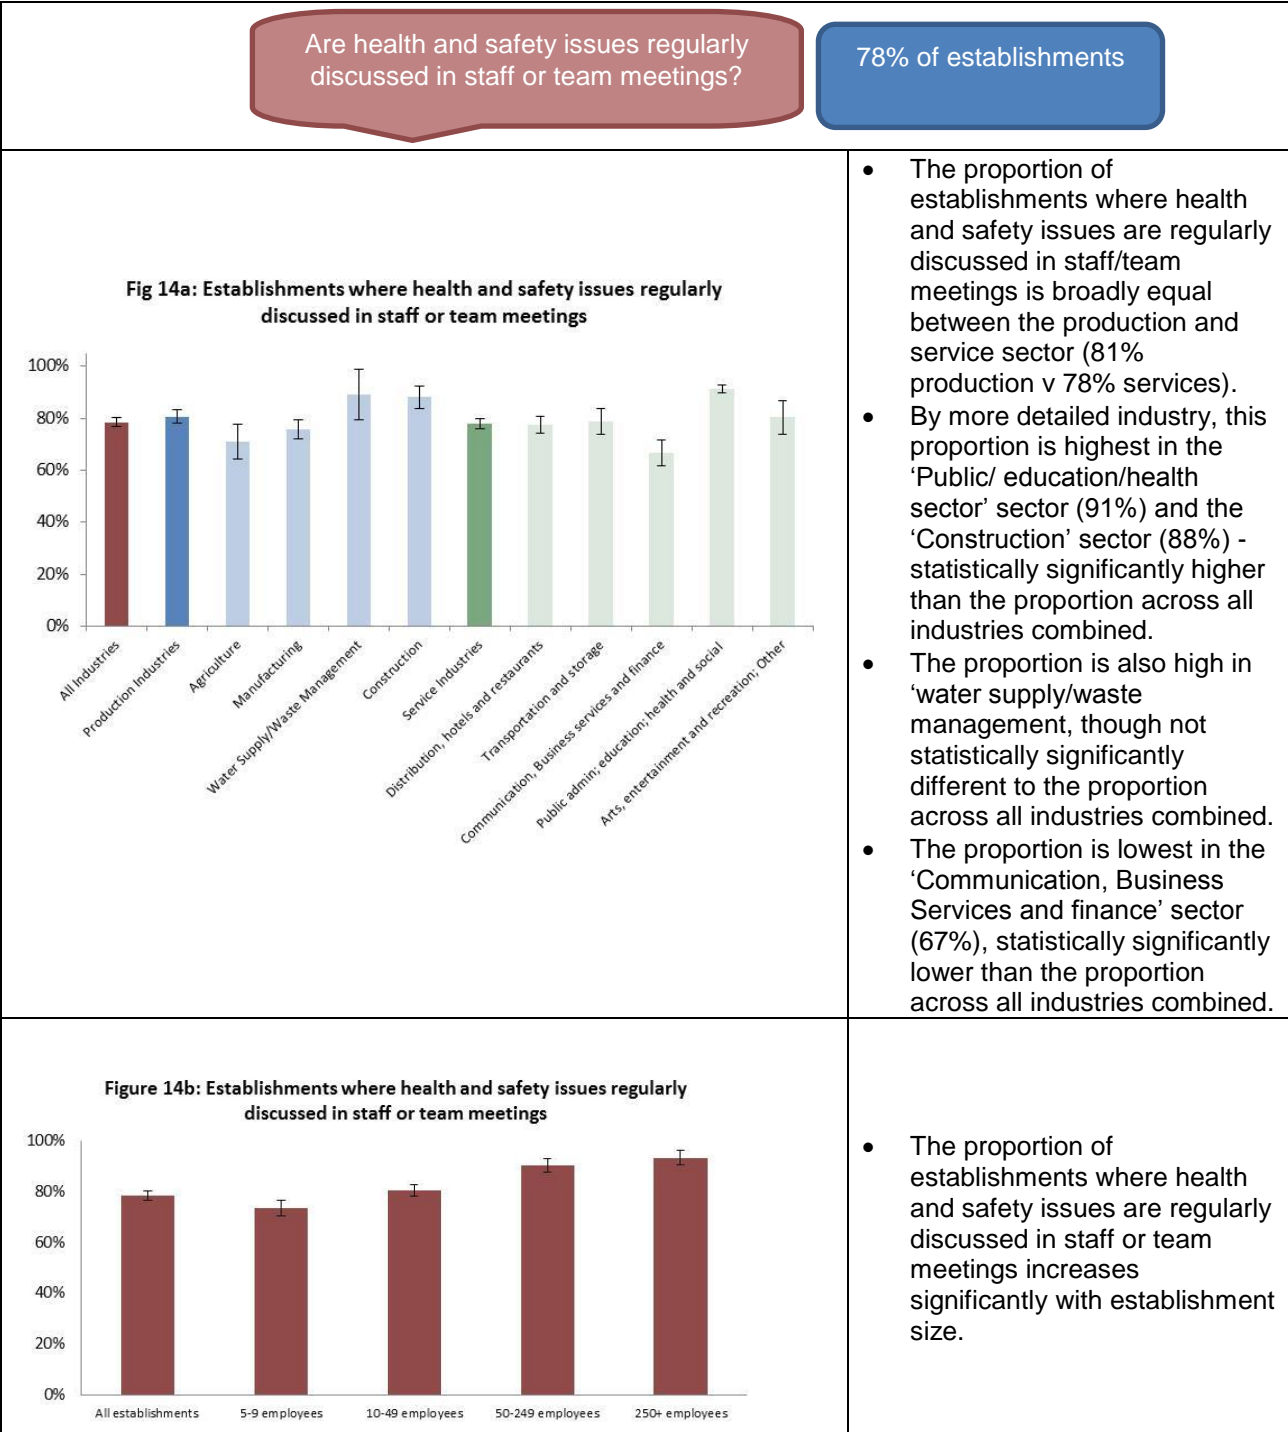 Are health and safety issues regularly
discussed in staff or team meetings?
78% of establishments
Fig 14a: Establishments where health and safety issues regularly
discussed in staff or team meetings
100%
80%
60%
40%
20%
0%
All Industries
Production Industries
Agriculture
Manufacturing
Water Supply/Waste Management
Construction
Service Industries
Distribution, hotels and restaurants
Transportation and storage
Communication, Business services and finance
Public admin; education; health and social
Arts, entertainment and recreation; Other
• The proportion of
establishments where health
and safety issues are regularly
discussed in staff/team
meetings is broadly equal
between the production and
service sector (81%
production v 78% services).
• By more detailed industry, this
proportion is highest in the
‘Public/ education/health
sector’ sector (91%) and the
‘Construction’ sector (88%) -
statistically significantly higher
than the proportion across all
industries combined.
• The proportion is also high in
‘water supply/waste
management, though not
statistically significantly
different to the proportion
across all industries combined.
• The proportion is lowest in the
‘Communication, Business
Services and finance’ sector
(67%), statistically significantly
lower than the proportion
across all industries combined.
Figure 14b: Establishments where health and safety issues regularly
discussed in staff or team meetings
100%
80%
60%
40%
20%
0%
All establishments
5-9 employees
10-49 employees
50-249 employees
250+ employees
• The proportion of
establishments where health
and safety issues are regularly
discussed in staff or team
meetings increases
significantly with establishment
size.